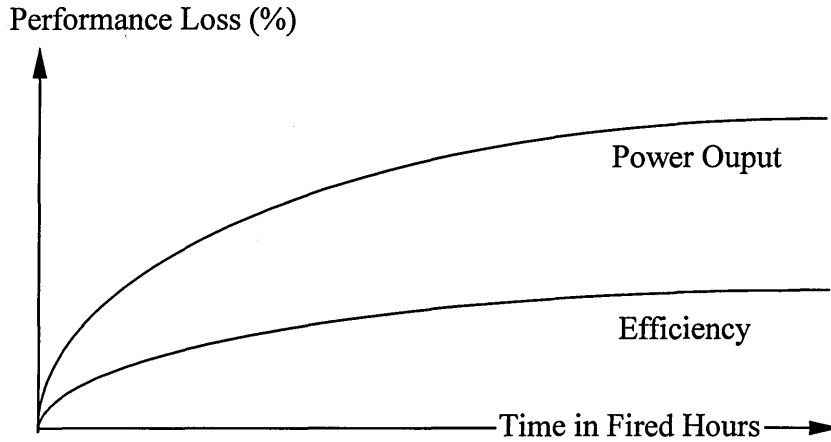 Performance Loss (%)
Power Ouput
Efficiency
Time in Fired Hours